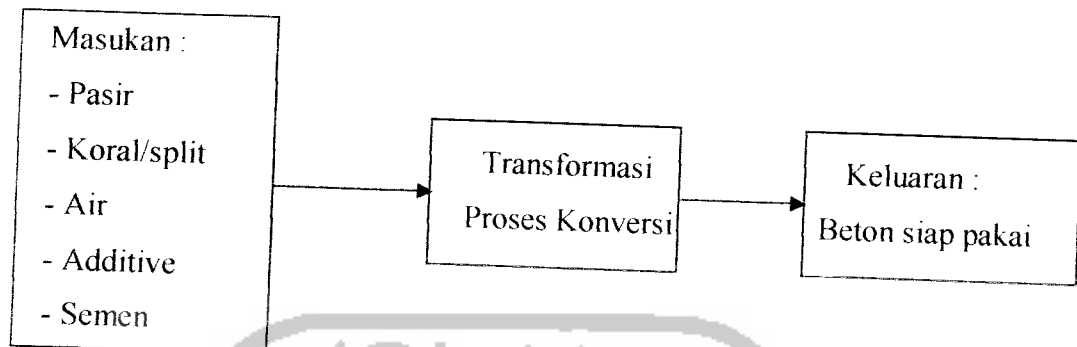 Masukan :
- Pasir
- Koral/split
- Air
- Additive
- Semen
Transformasi
Proses Konversi
Keluaran :
Beton siap pakai